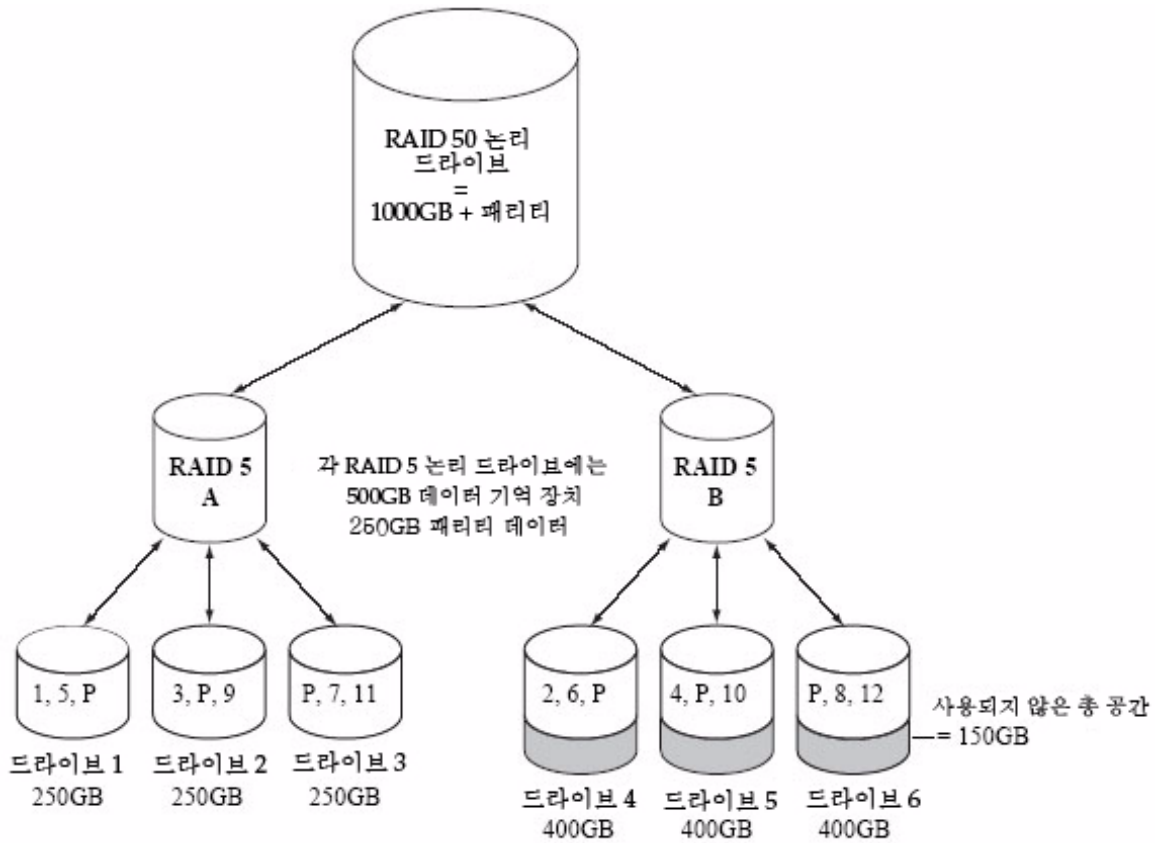 RAID 50 논리
드라이브
=
1000GB + 패리티
RAID 5
A
각 RAID 5 논리 드라이브에는
500GB 데이터 기억 장치
250GB 패리티 데이터
RAID 5
B
1, 5, P
3, P, 9
P, 7, 11
2, 6, P
4, P, 10
P, 8, 12
사용되지 않은 총 공간
= 150GB
드라이브 1
250GB
드라이브 2
250GB
드라이브 3
250GB
드라이브 4
400GB
드라이브 5
400GB
드라이브 6
400GB